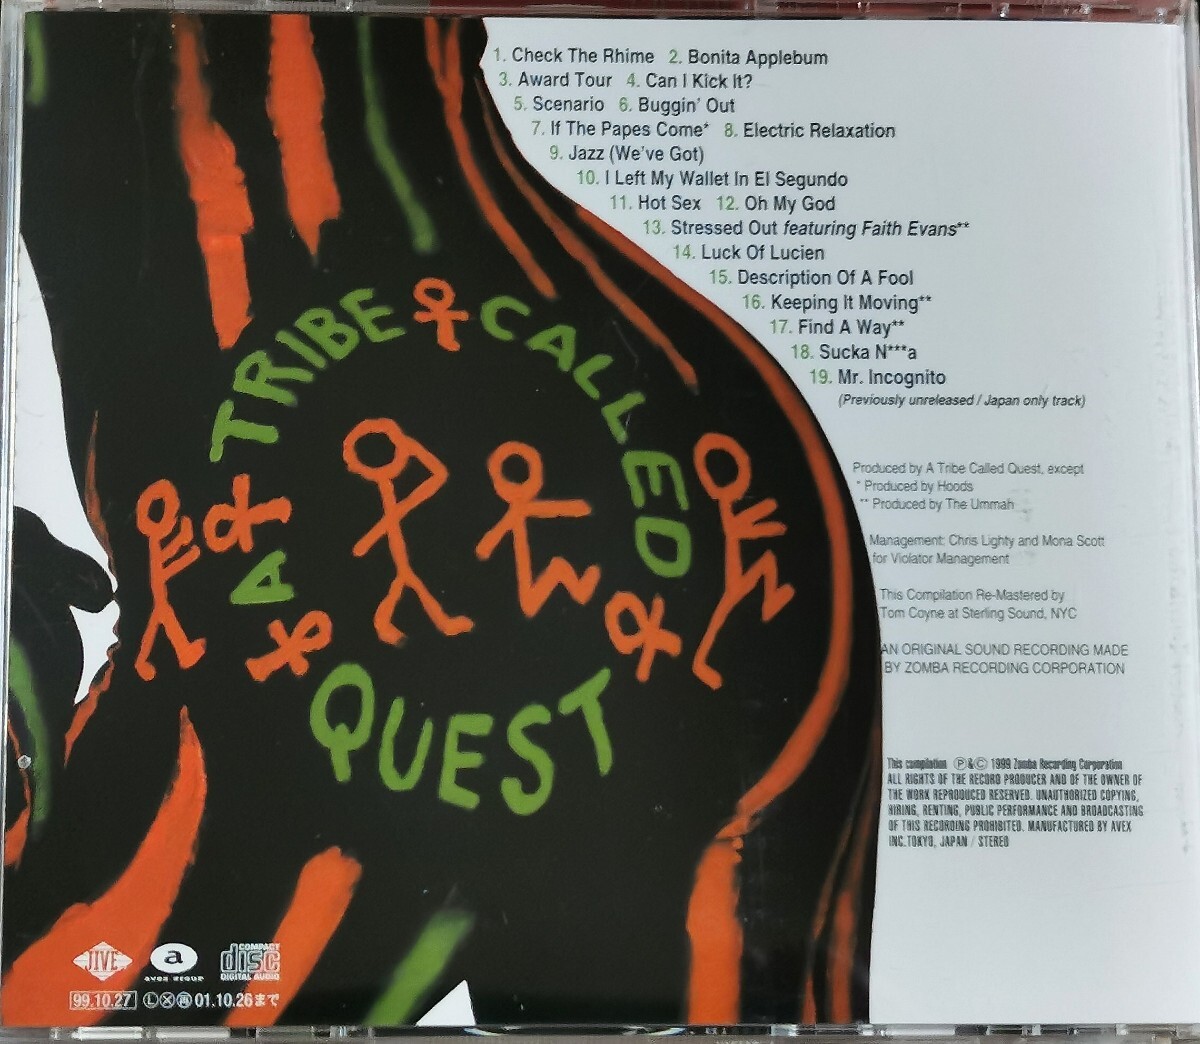 1. Check The Rhime 2. Bonita Applebum
3. Award Tour 4. Can I Kick It?
5. Scenario 6. Buggin' Out
7. If The Papes Come* 8. Electric Relaxation
9. Jazz (We've Got)
10. I Left My Wallet In El Segundo
11. Hot Sex 12. Oh My God
13. Stressed Out featuring Faith Evans**
14. Luck Of Lucien
15. Description Of A Fool
16. Keeping It Moving**
17. Find A Way**
18. Sucka N***a
19. Mr. Incognito
(Previously unreleased / Japan only track)
A TRIBE CALLED
QUEST
Produced by A Tribe Called Quest, except
* Produced by Hoods
** Produced by The Ummah
Management: Chris Lighty and Mona Scott
for Violator Management
This Compilation Re-Mastered by
Tom Coyne at Sterling Sound, NYC
AN ORIGINAL SOUND RECORDING MADE
BY ZOMBA RECORDING CORPORATION
This compilation Ⓟ&Ⓒ 1999 Zomba Recording Corporation
ALL RIGHTS OF THE RECORD PRODUCER AND OF THE OWNER OF
THE WORK REPRODUCED RESERVED. UNAUTHORIZED COPYING,
HIRING, RENTING, PUBLIC PERFORMANCE AND BROADCASTING
OF THIS RECORDING PROHIBITED. MANUFACTURED BY AVEX
INC.TOKYO, JAPAN / STEREO
JIVE
a
avex group
COMPACT
disc
DIGITAL AUDIO
99.10.27 Ⓛ㊢01.10.26まで